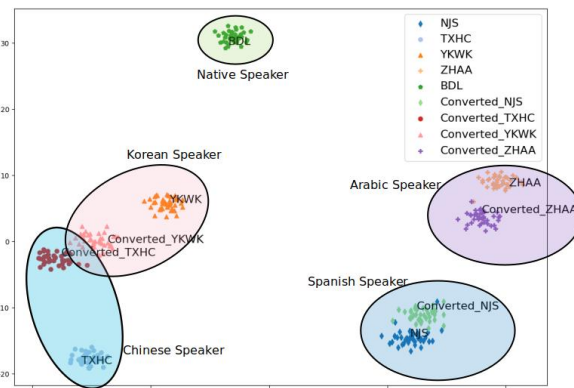 30
20
10
0
-10
-20
BDL
Native Speaker
NJS
TXHC
YKWK
ZHAA
BDL
Converted_NJS
Converted_TXHC
Converted_YKWK
Converted_ZHAA
Korean Speaker
YKWK
Converted_YKWK
Converted_TXHC
Arabic Speaker
ZHAA
Converted_ZHAA
Spanish Speaker
Converted_NJS
NJS
TXHC
Chinese Speaker